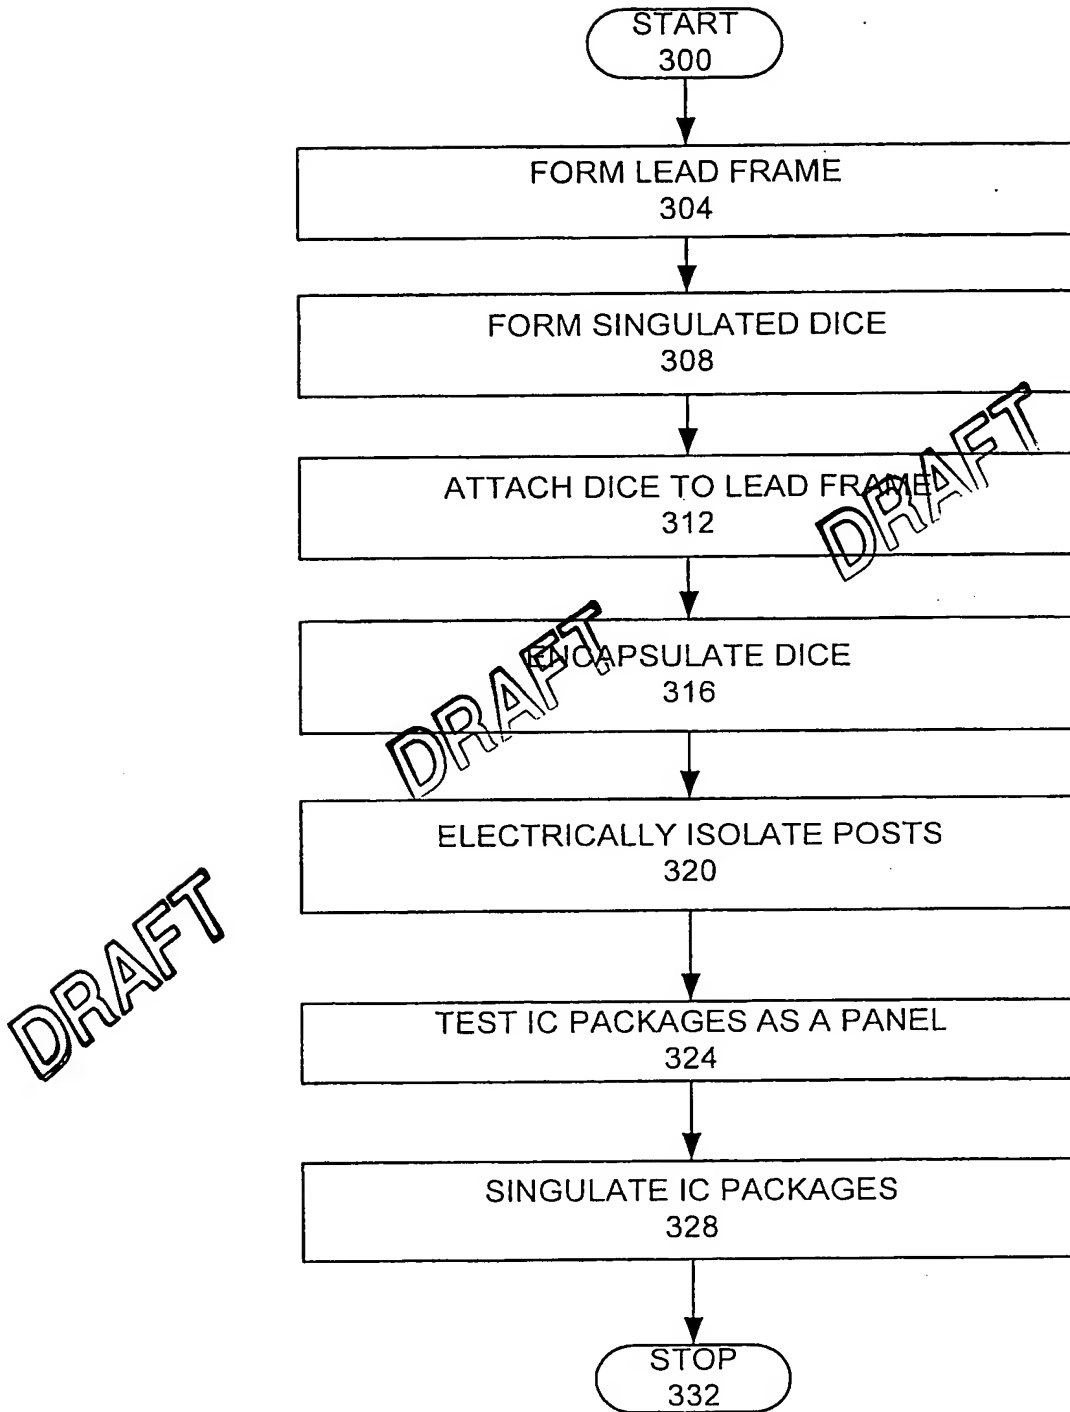 START
300
FORM LEAD FRAME
304
FORM SINGULATED DICE
308
ATTACH DICE TO LEAD FRAME
312
DRAFT
ENCAPSULATE DICE
316
DRAFT
ELECTRICALLY ISOLATE POSTS
320
DRAFT
TEST IC PACKAGES AS A PANEL
324
SINGULATE IC PACKAGES
328
STOP
332